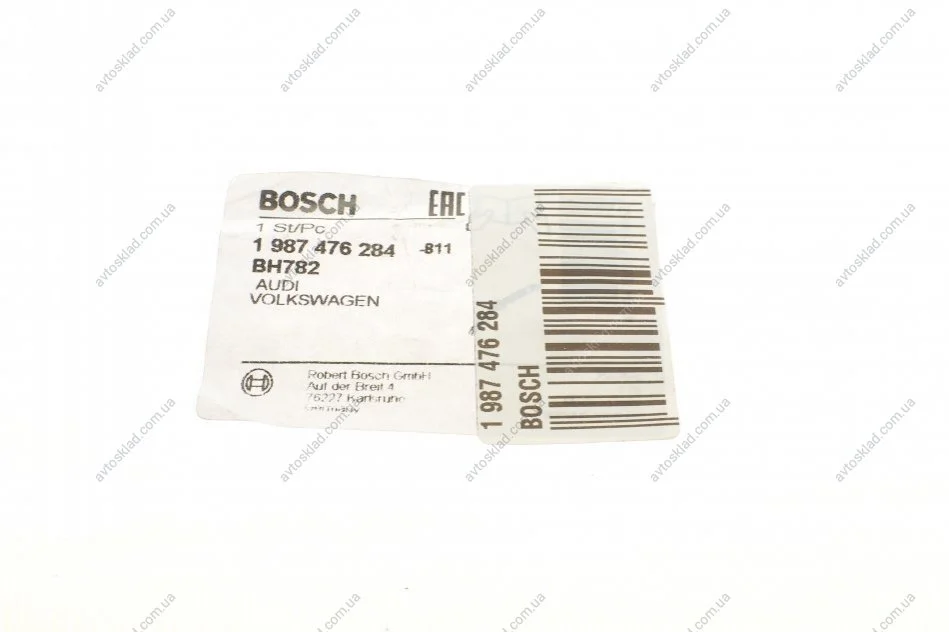 BOSCH
EAC
1 St/Pc
1 987 476 284 -811
BH782
AUDI
VOLKSWAGEN
Robert Bosch GmbH
Auf der Breit 4
76227 Karlsruhe
Germany
1 987 476 284
BOSCH
avtosklad.com.ua